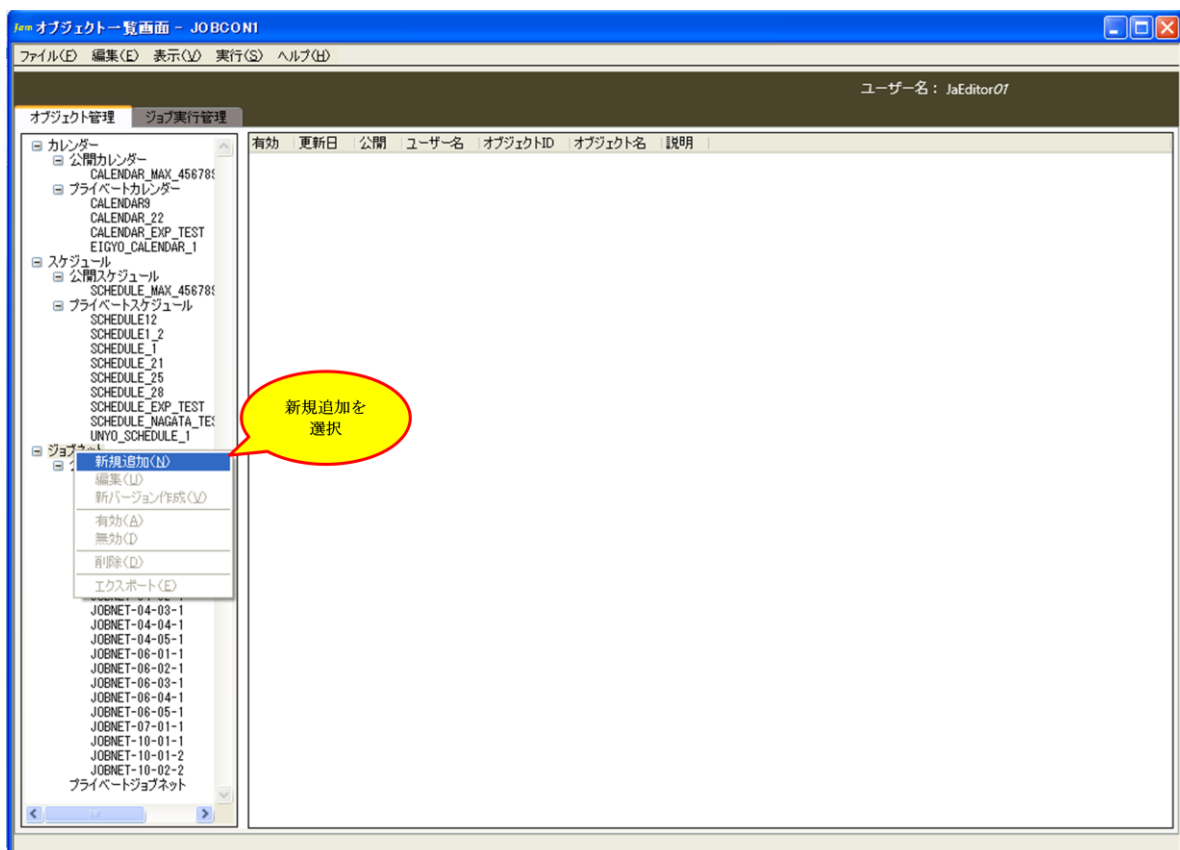 Jam オブジェクト一覧画面 - JOBCON1
ファイル(F) 編集(E) 表示(V) 実行(S) ヘルプ(H)
ユーザー名： JaEditor01
オブジェクト管理 ジョブ実行管理
有効 更新日 公開 ユーザー名 オブジェクトID オブジェクト名 説明
カレンダー
公開カレンダー
CALENDAR_MAX_45678
プライベートカレンダー
CALENDAR9
CALENDAR_22
CALENDAR_EXP_TEST
EIGYO_CALENDAR_1
スケジュール
公開スケジュール
SCHEDULE_MAX_45678
プライベートスケジュール
SCHEDULE12
SCHEDULE1_2
SCHEDULE_1
SCHEDULE_21
SCHEDULE_25
SCHEDULE_28
SCHEDULE_EXP_TEST
SCHEDULE_NAGATA_TES
UNYO_SCHEDULE_1
新規追加を
選択
ジョブネット
新規追加(N)
編集(U)
新バージョン作成(V)
有効(A)
無効(I)
削除(D)
エクスポート(E)
JOBNET-04-03-1
JOBNET-04-04-1
JOBNET-04-05-1
JOBNET-06-01-1
JOBNET-06-02-1
JOBNET-06-03-1
JOBNET-06-04-1
JOBNET-06-05-1
JOBNET-07-01-1
JOBNET-10-01-1
JOBNET-10-01-2
JOBNET-10-02-2
プライベートジョブネット